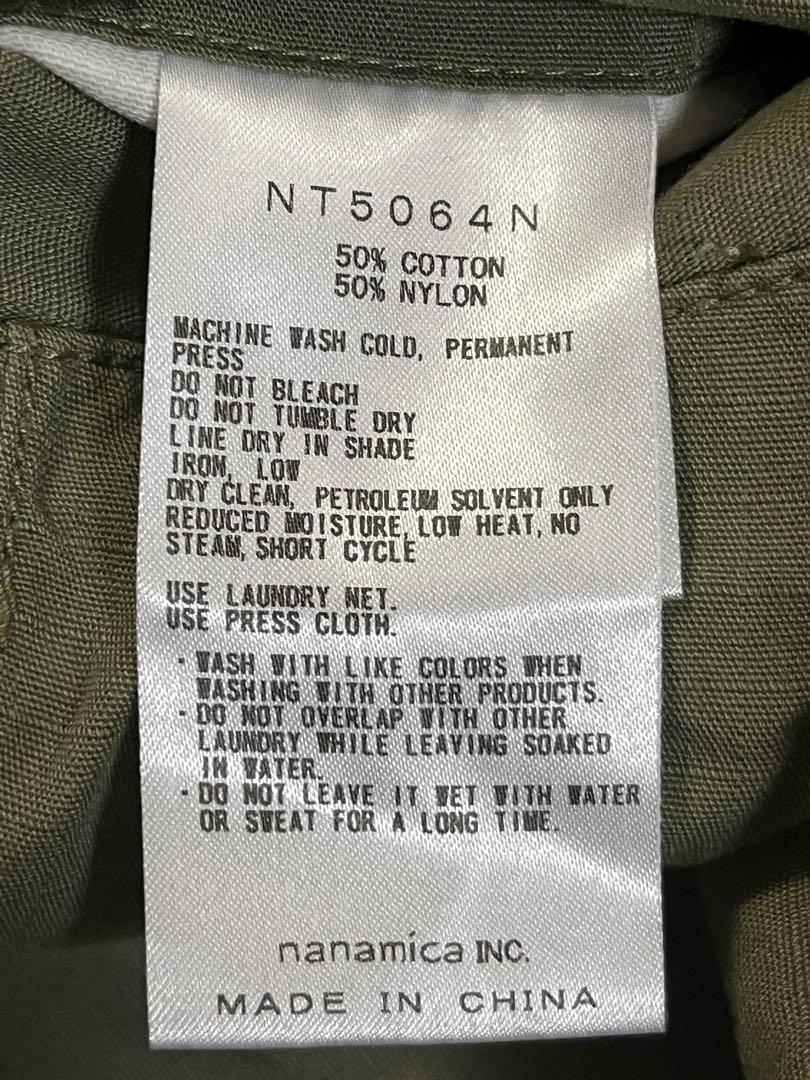 NT5064N
50% COTTON
50% NYLON
MACHINE WASH COLD, PERMANENT
PRESS
DO NOT BLEACH
DO NOT TUMBLE DRY
LINE DRY IN SHADE
IRON, LOW
DRY CLEAN, PETROLEUM SOLVENT ONLY
REDUCED MOISTURE, LOW HEAT, NO
STEAM, SHORT CYCLE
USE LAUNDRY NET.
USE PRESS CLOTH.
・WASH WITH LIKE COLORS WHEN
WASHING WITH OTHER PRODUCTS.
・DO NOT OVERLAP WITH OTHER
LAUNDRY WHILE LEAVING SOAKED
IN WATER.
・DO NOT LEAVE IT WET WITH WATER
OR SWEAT FOR A LONG TIME.
nanamica INC.
MADE IN CHINA